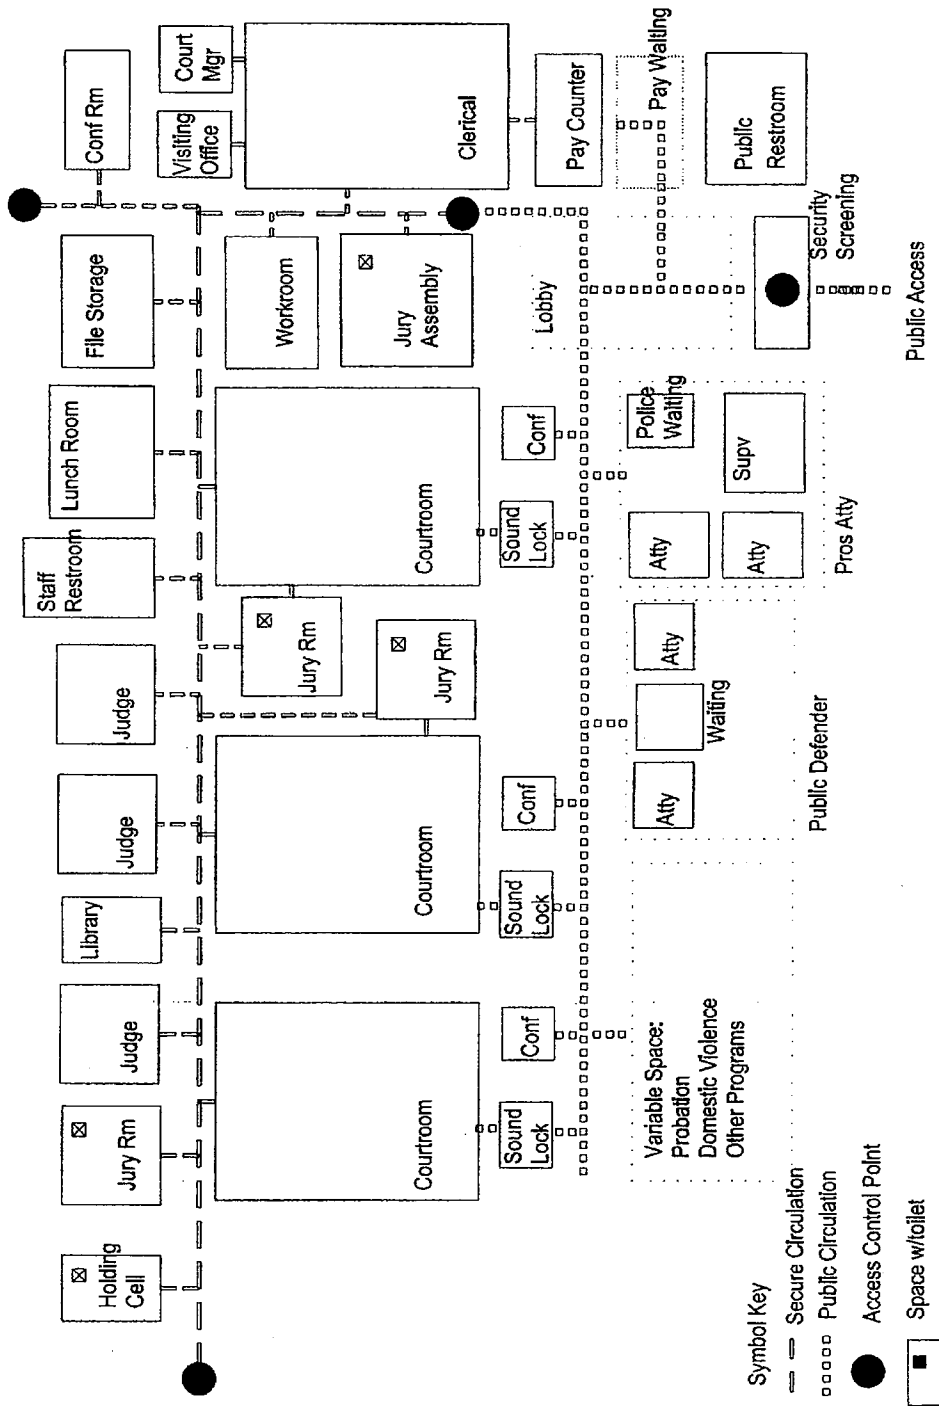 Holding
Cell
Jury Rm
Judge
Library
Judge
Judge
Staff
Restroom
Lunch Room
File Storage
Conf Rm
Courtroom
Courtroom
Jury Rm
Jury Rm
Courtroom
Workroom
Jury
Assembly
Visiting
Office
Court
Mgr
Clerical
Sound
Lock
Conf
Sound
Lock
Conf
Sound
Lock
Conf
Lobby
Pay Counter
Pay Waiting
Public
Restroom
Security
Screening
Public Access
Variable Space:
Probation
Domestic Violence
Other Programs
Atty
Waiting
Atty
Public Defender
Atty
Atty
Police
Waiting
Supv
Pros Atty
Symbol Key
Secure Circulation
Public Circulation
Access Control Point
Space w/toilet